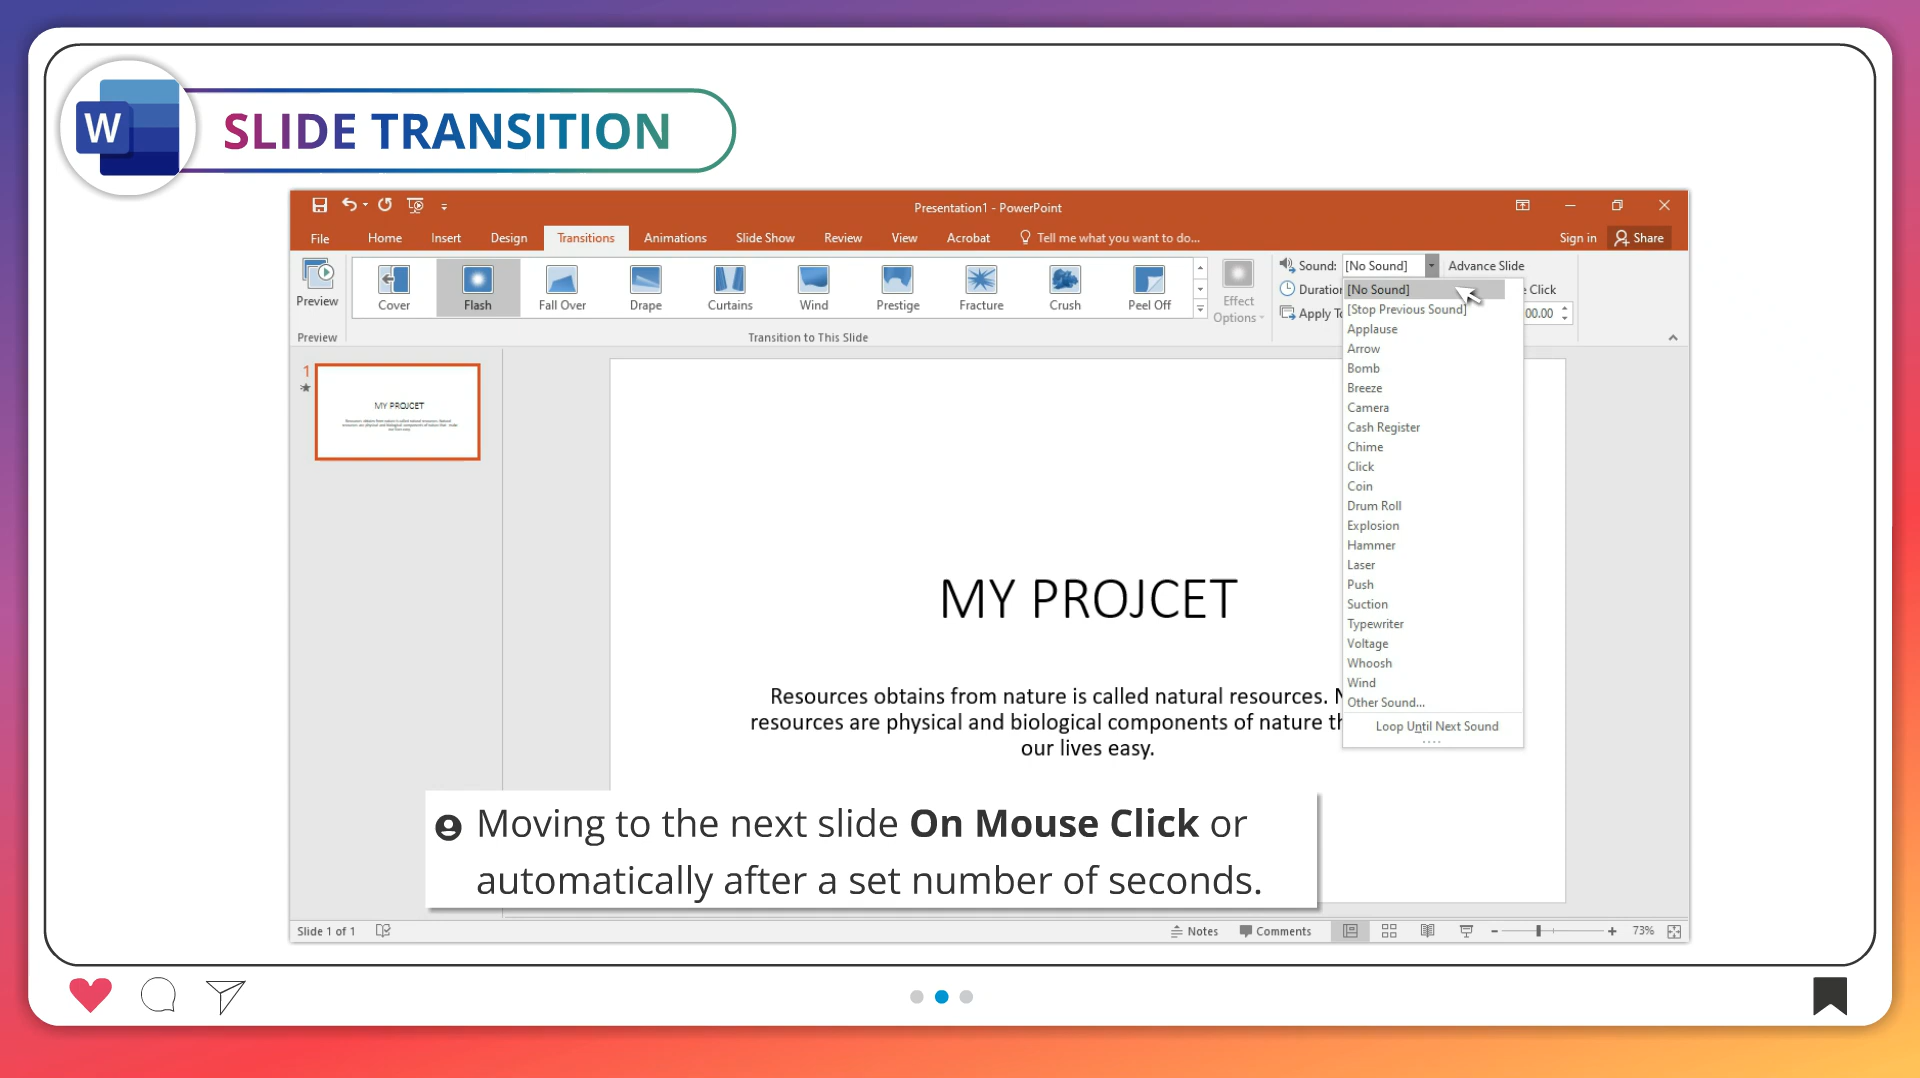 W
SLIDE TRANSITION
Presentation1 - PowerPoint
File Home Insert Design Transitions Animations Slide Show Review View Acrobat Tell me what you want to do... Sign in Share
Preview
Cover Flash Fall Over Drape Curtains Wind Prestige Fracture Crush Peel Off
Effect
Options
Sound: [No Sound] Advance Slide
Click
Apply
00.00
Preview
Transition to This Slide
[No Sound]
[Stop Previous Sound]
Applause
Arrow
Bomb
Breeze
Camera
Cash Register
Chime
Click
Coin
Drum Roll
Explosion
Hammer
Laser
Push
Suction
Typewriter
Voltage
Whoosh
Wind
Other Sound...
Loop Until Next Sound
1
MY PROJCET
MY PROJCET
Resources obtains from nature is called natural resources.
resources are physical and biological components of nature
our lives easy.
Moving to the next slide On Mouse Click or
automatically after a set number of seconds.
Slide 1 of 1
Notes Comments 73%